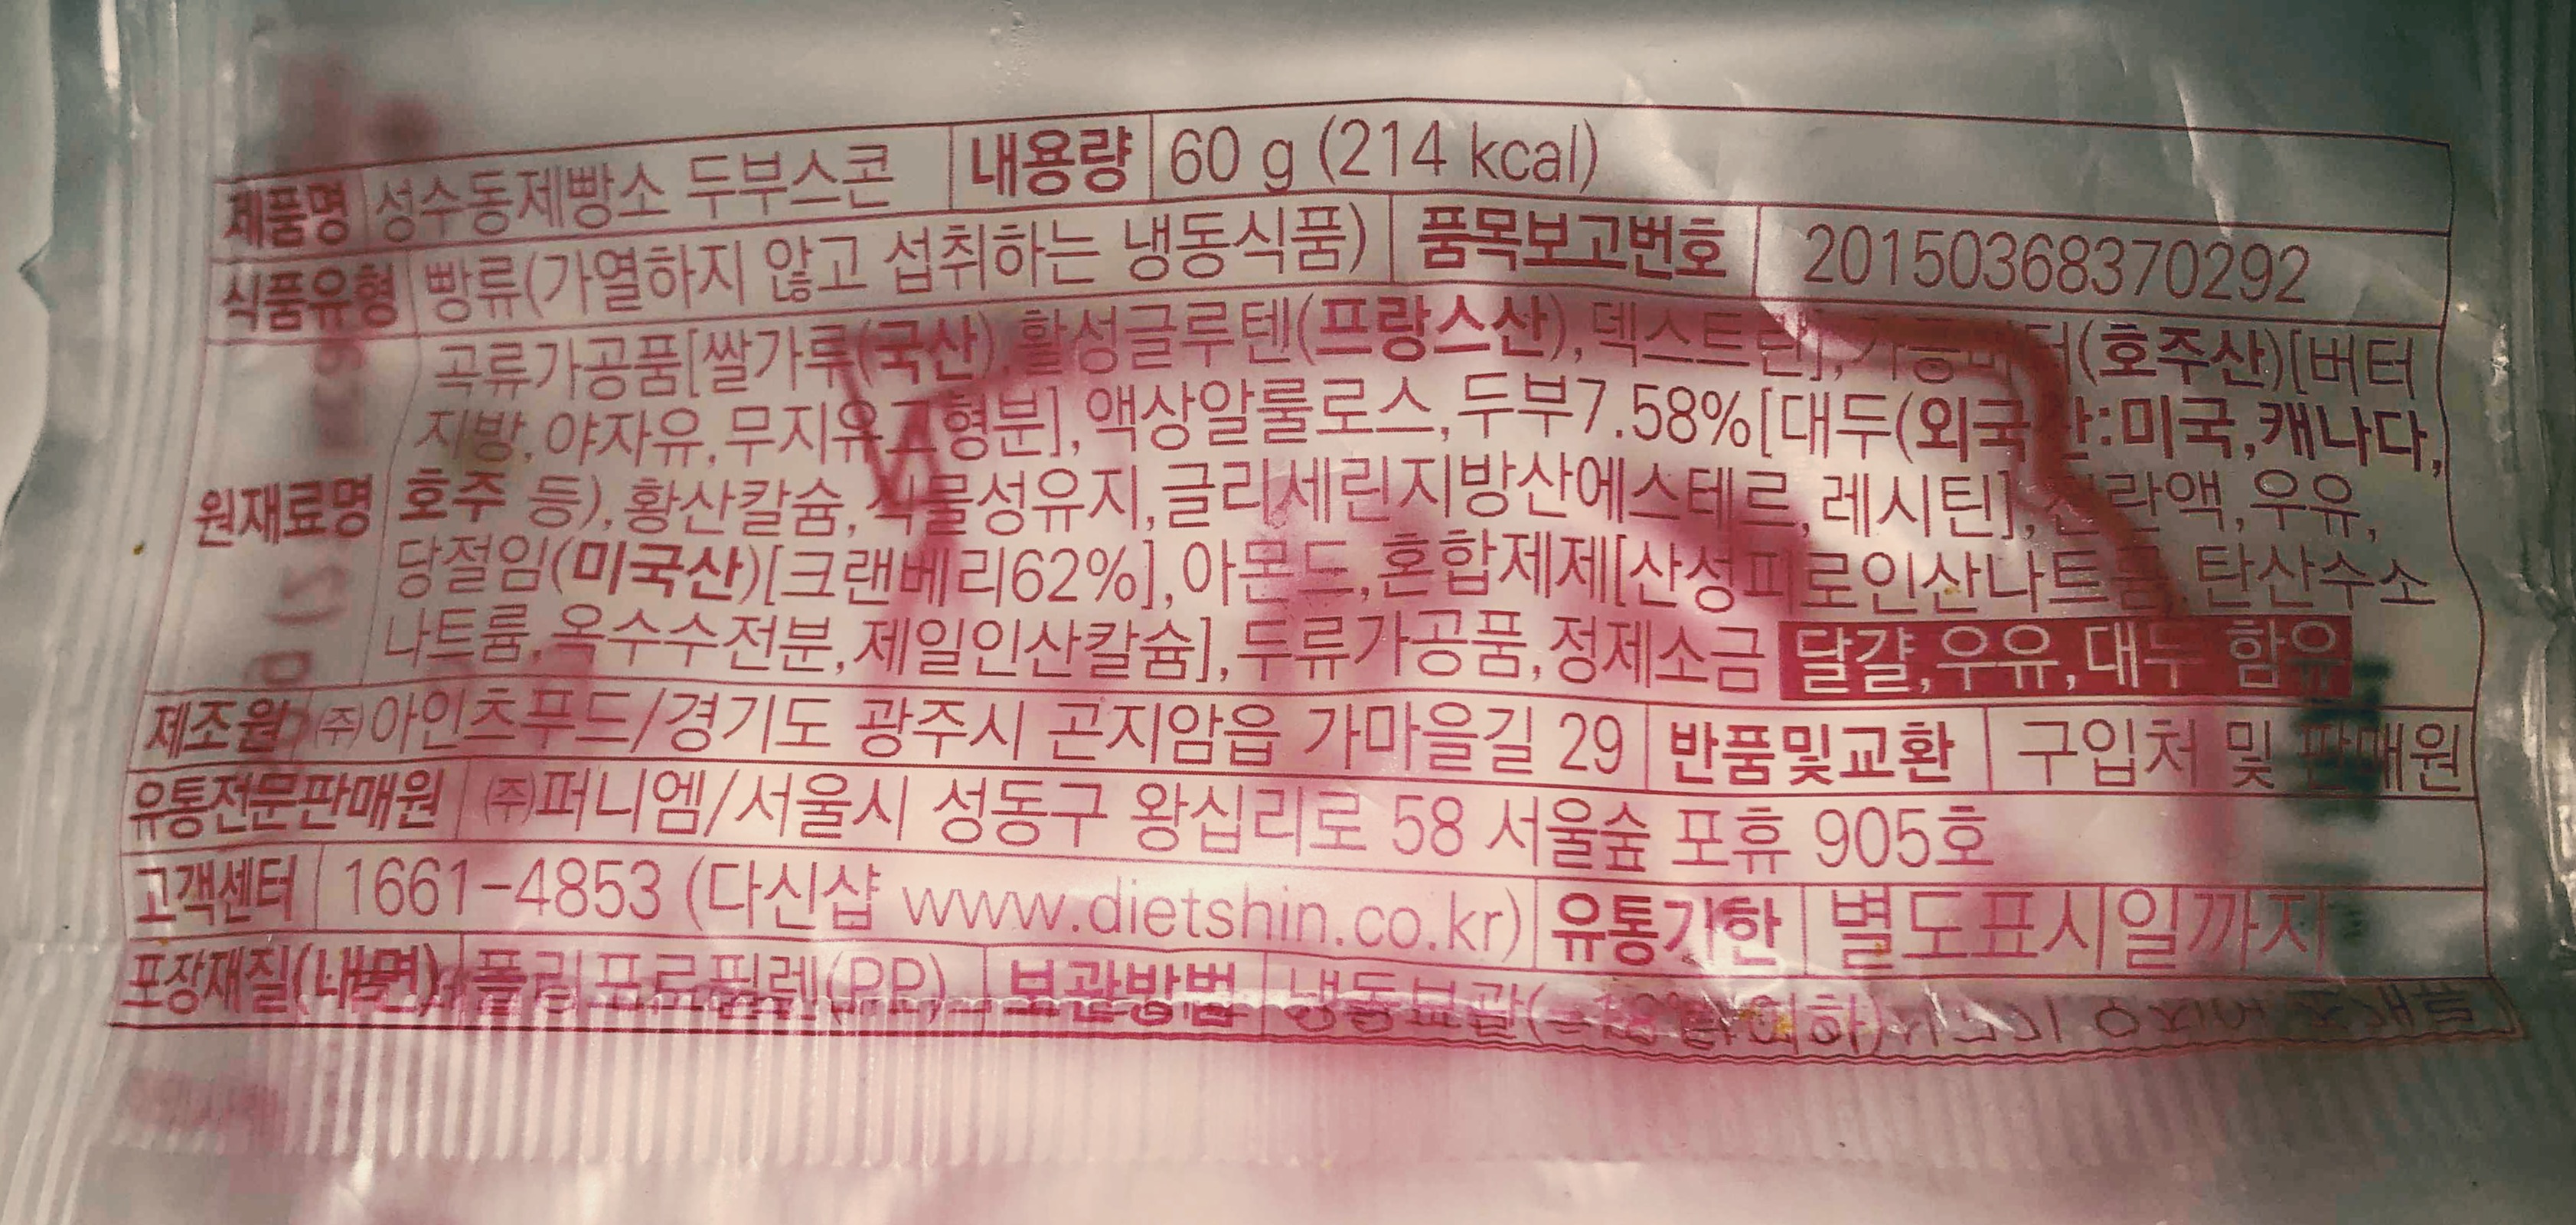 제품명 성수동제빵소 두부스콘 내용량 60 g (214 kcal)
식품유형 빵류(가열하지 않고 섭취하는 냉동식품) 품목보고번호 20150368370292
곡류가공품[쌀가루(국산),활성글루텐(프랑스산),덱스트린],(호주산)[버터
지방,야자유,무지유고형분],액상알룰로스,두부7.58%[대두(외국산:미국,캐나다,
원재료명 호주 등),황산칼슘,식물성유지,글리세린지방산에스테르,레시틴],전란액,우유,
당절임(미국산)[크랜베리62%],아몬드,혼합제제[산성피로인산나트륨,탄산수소
나트륨,옥수수전분,제일인산칼슘],두류가공품,정제소금 달걀,우유,대두 함유
제조원 ㈜아인츠푸드/경기도 광주시 곤지암읍 가마을길 29 반품및교환 구입처 및 판매원
유통전문판매원 ㈜퍼니엠/서울시 성동구 왕십리로 58 서울숲 포휴 905호
고객센터 1661-4853 (다신샵 www.dietshin.co.kr) 유통기한 별도표시일까지
포장재질(내면) 폴리프로필렌(PP) 보관방법 냉동보관(-18℃ 이하)